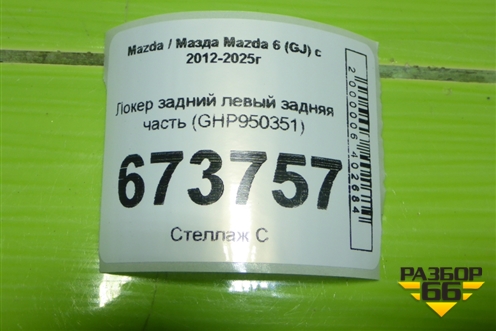 Mazda / Мазда Mazda 6 (GJ) с
2012-2025г
Локер задний левый задняя
часть (GHP950351)
673757
Стеллаж С
2000006402684
РАЗБОР
66